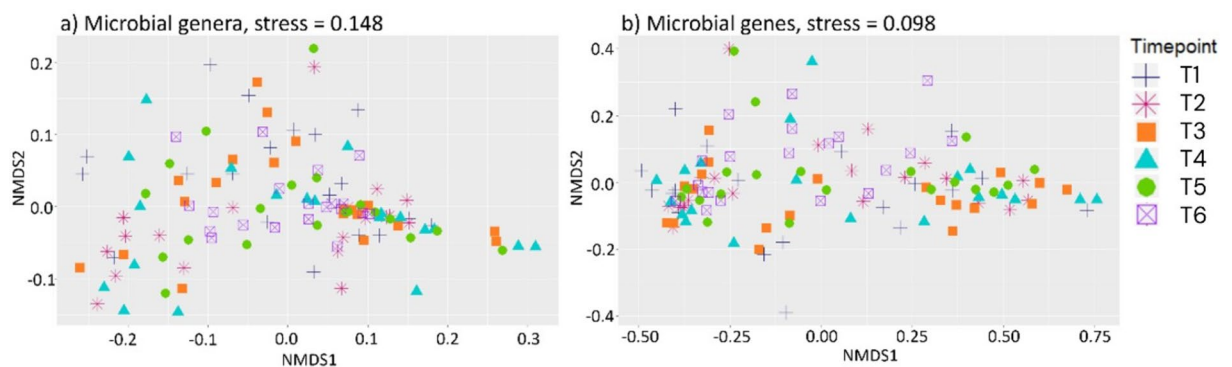 a) Microbial genera, stress = 0.148
0.2
0.1
0.0
-0.1
NMDS2
-0.2
-0.1
0.0
0.1
0.2
0.3
NMDS1
b) Microbial genes, stress = 0.098
0.4
0.2
0.0
-0.2
-0.4
NMDS2
-0.50
-0.25
0.00
0.25
0.50
0.75
NMDS1
Timepoint
T1
T2
T3
T4
T5
T6